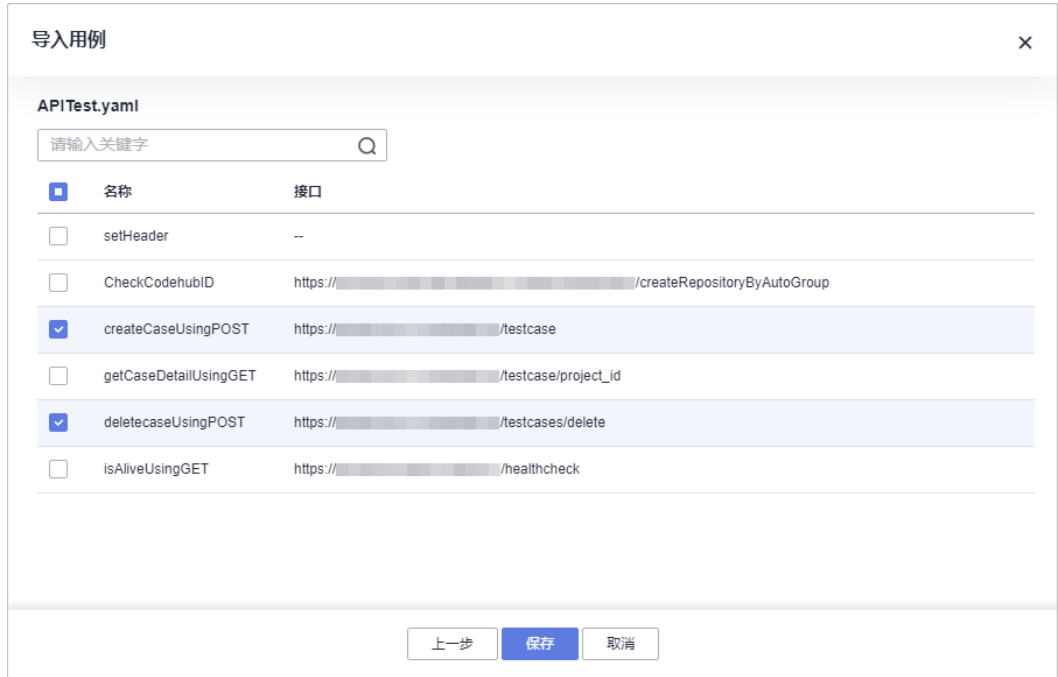 导入用例
APITest.yaml
请输入关键字
名称 接口
setHeader --
CheckCodehubID https:// /createRepositoryByAutoGroup
createCaseUsingPOST https:// /testcase
getCaseDetailUsingGET https:// /testcase/project_id
deletecaseUsingPOST https:// /testcases/delete
isAliveUsingGET https:// /healthcheck
上一步 保存 取消